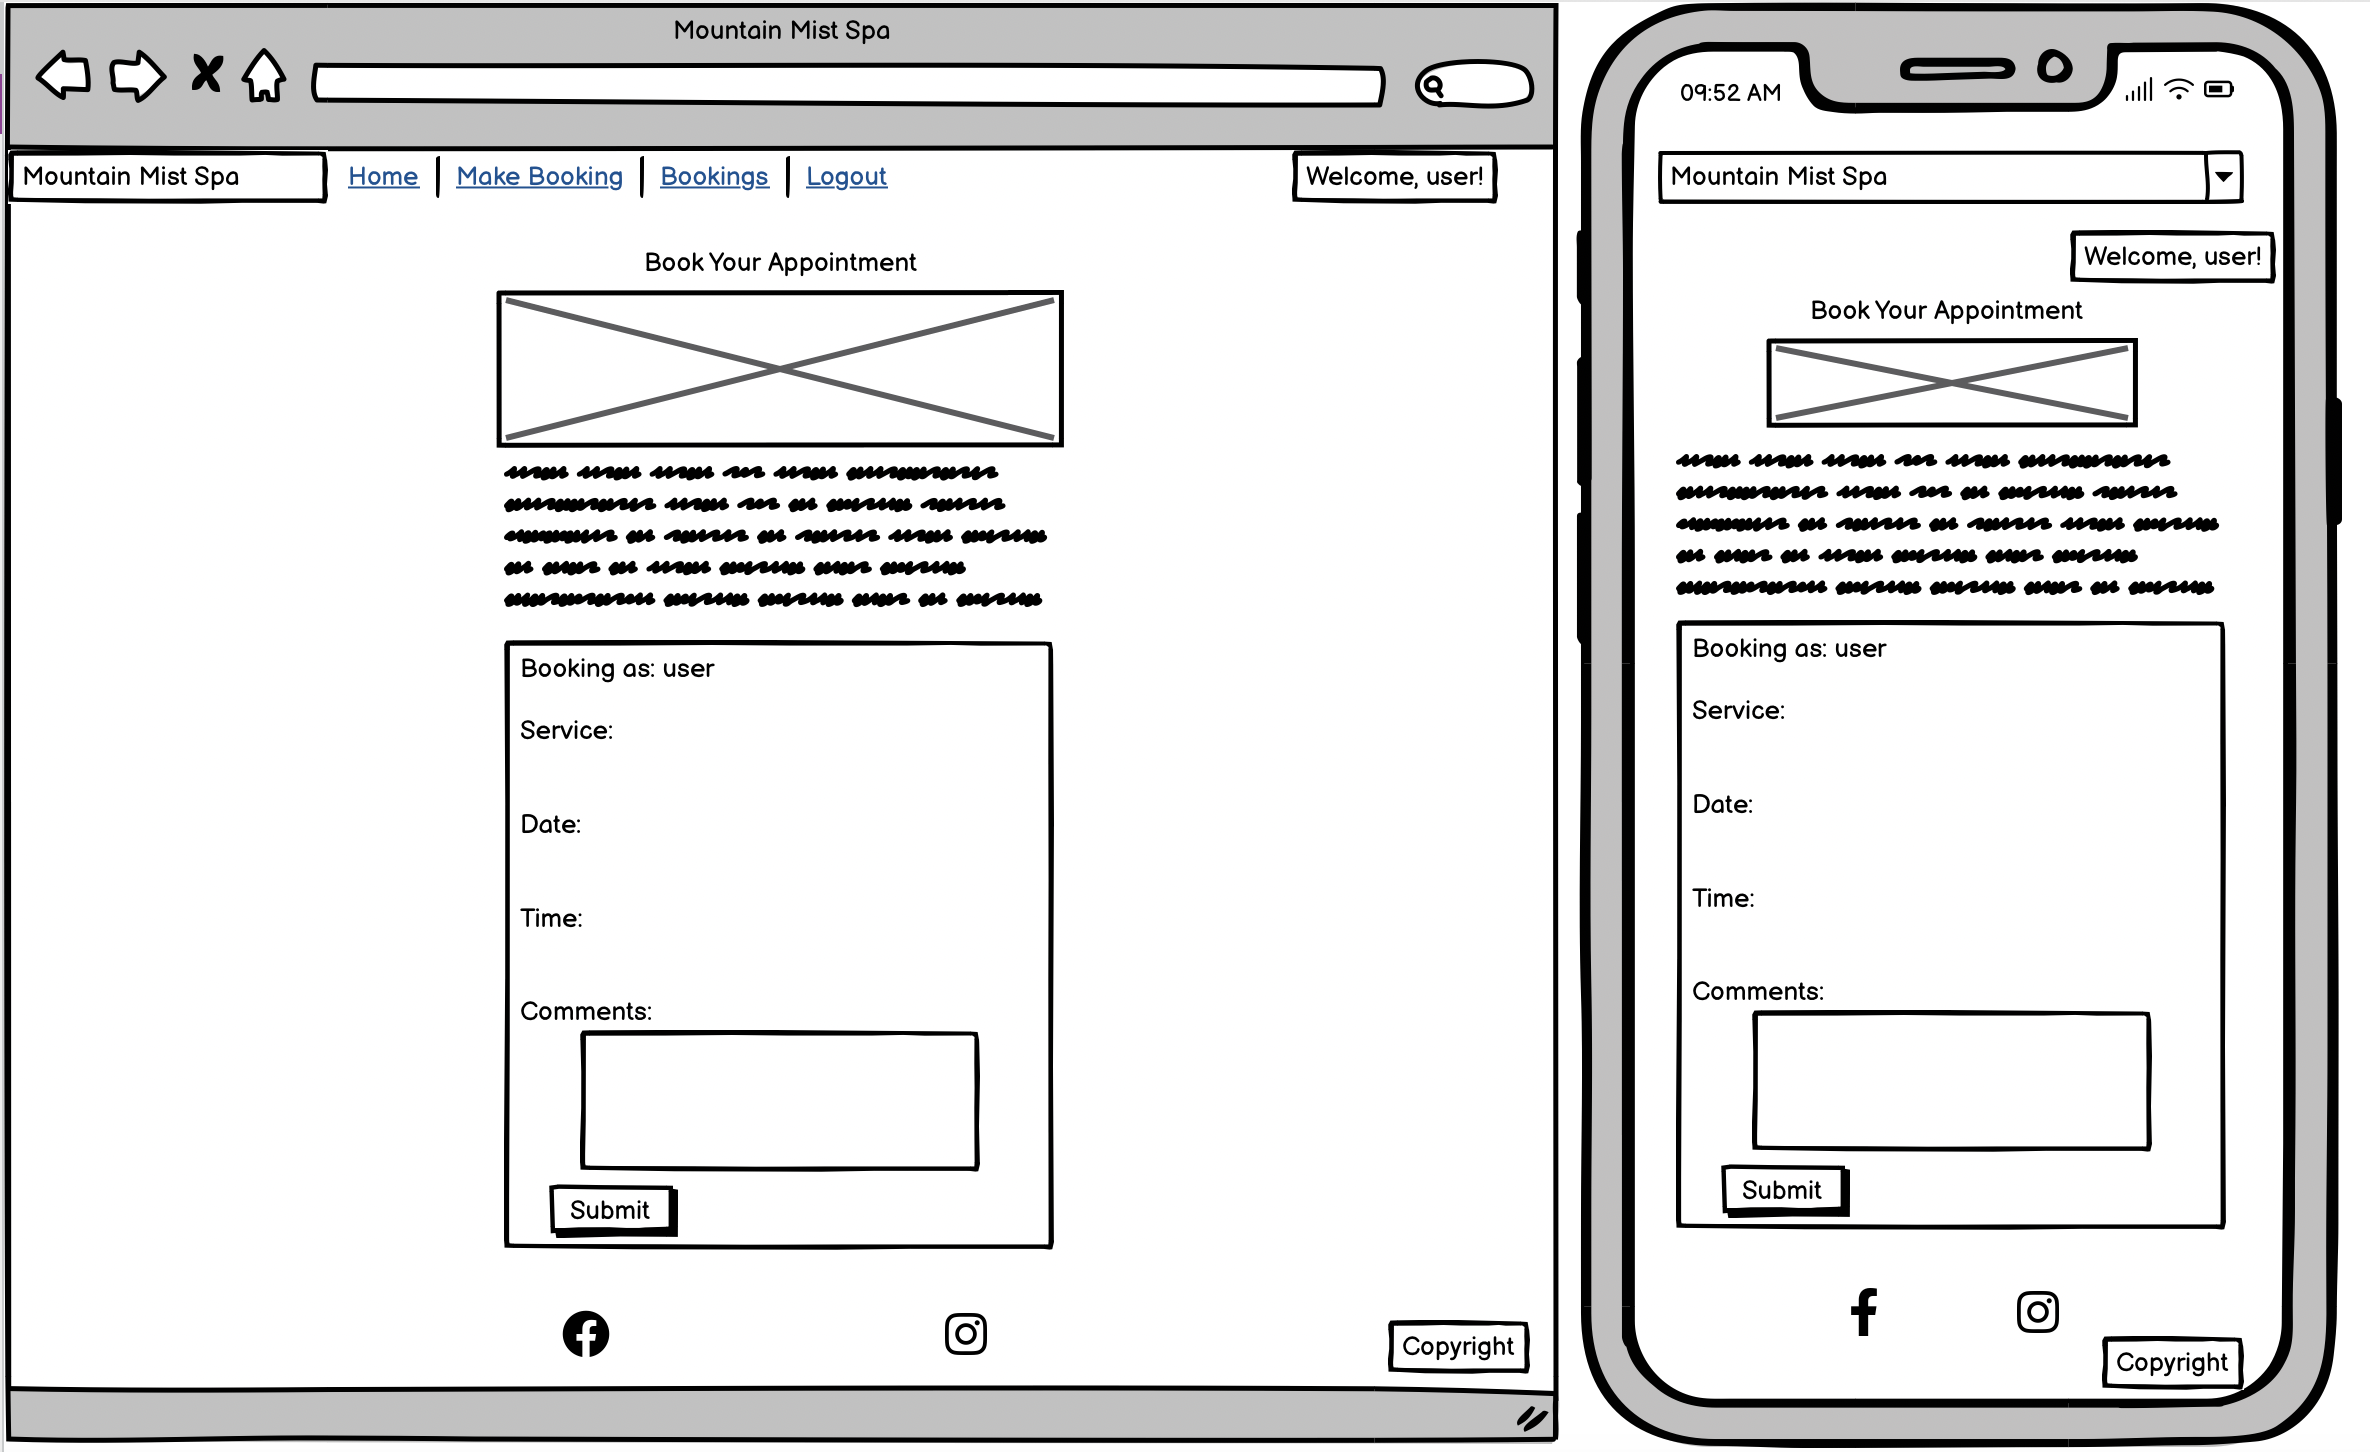 Mountain Mist Spa
Mountain Mist Spa
Home
Make Booking
Bookings
Logout
Welcome, user!
Book Your Appointment
Booking as: user
Service:
Date:
Time:
Comments:
Submit
Copyright
09:52 AM
Mountain Mist Spa
Welcome, user!
Book Your Appointment
Booking as: user
Service:
Date:
Time:
Comments:
Submit
Copyright